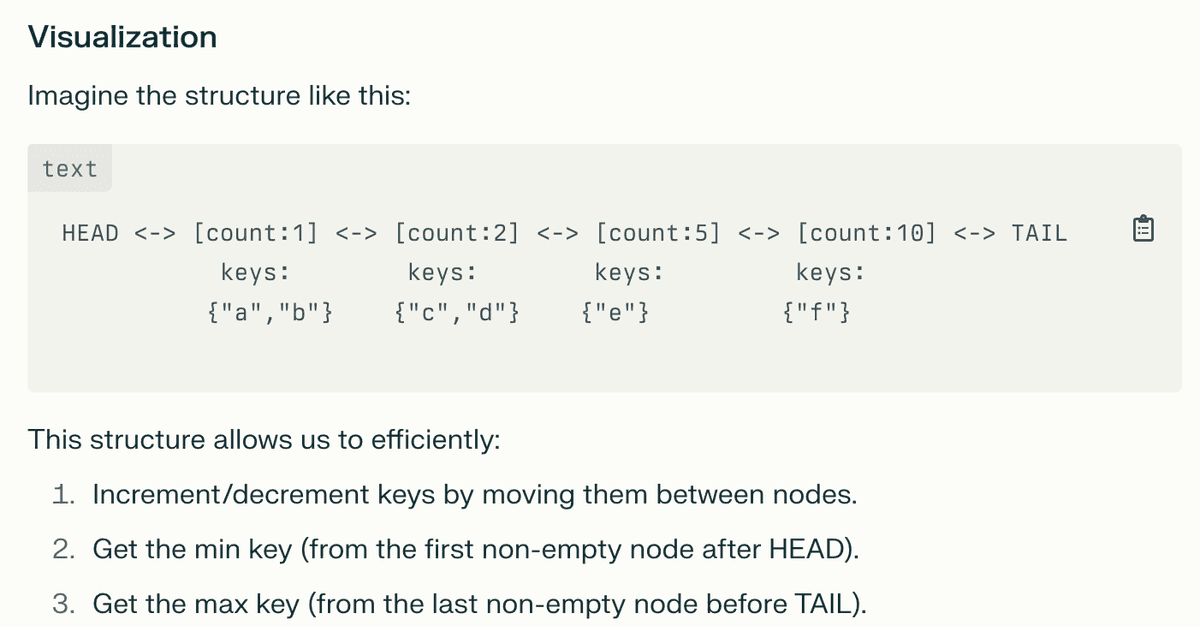 Visualization
Imagine the structure like this:
text
HEAD <-> [count:1] <-> [count:2] <-> [count:5] <-> [count:10] <-> TAIL
keys: keys: keys: keys:
{"a","b"} {"c","d"} {"e"} {"f"}
This structure allows us to efficiently:
1. Increment/decrement keys by moving them between nodes.
2. Get the min key (from the first non-empty node after HEAD).
3. Get the max key (from the last non-empty node before TAIL).